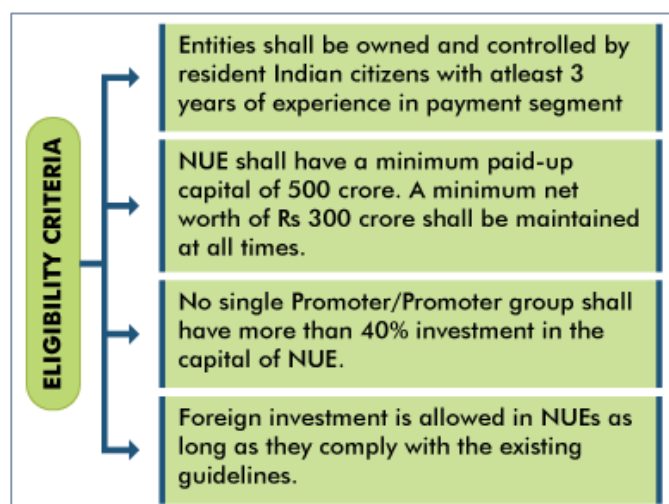 ELIGIBILITY CRITERIA
Entities shall be owned and controlled by
resident Indian citizens with atleast 3
years of experience in payment segment
NUE shall have a minimum paid-up
capital of 500 crore. A minimum net
worth of Rs 300 crore shall be maintained
at all times.
No single Promoter/Promoter group shall
have more than 40% investment in the
capital of NUE.
Foreign investment is allowed in NUEs as
long as they comply with the existing
guidelines.